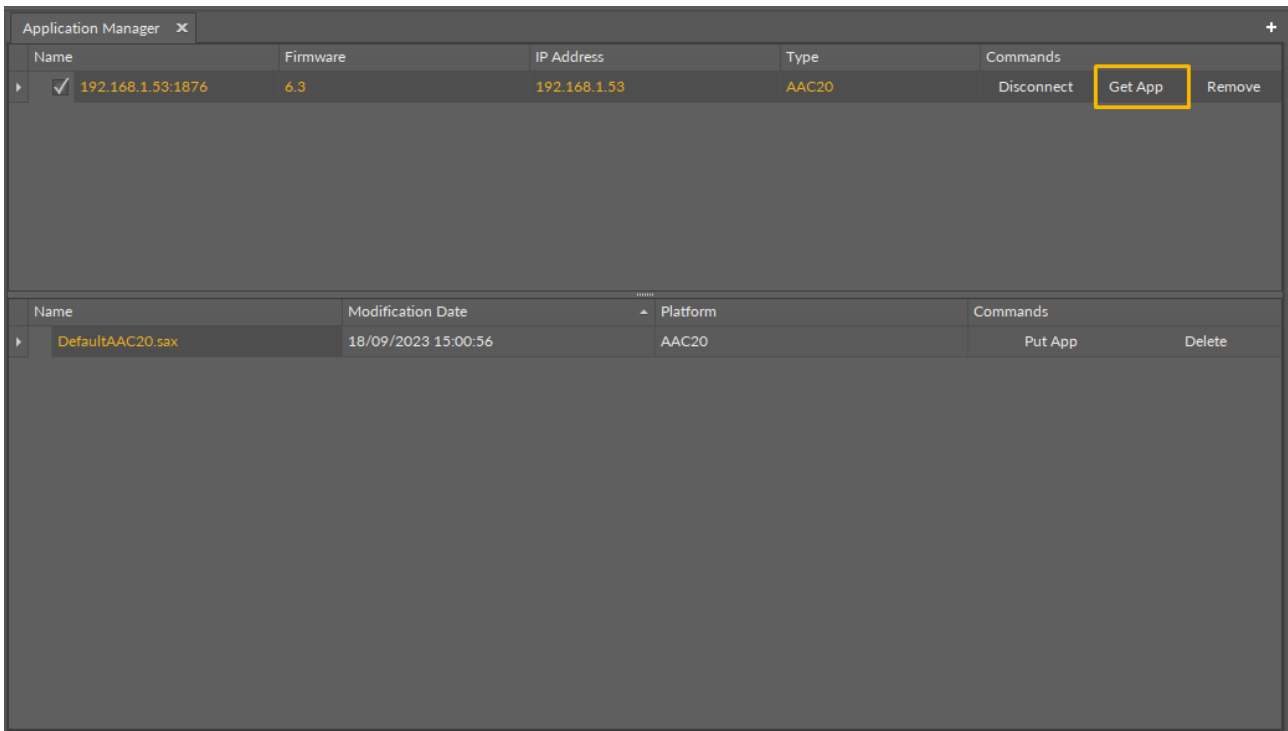 Application Manager
Name Firmware IP Address Type Commands
192.168.1.53:1876 6.3 192.168.1.53 AAC20 Disconnect Get App Remove
Name Modification Date Platform Commands
DefaultAAC20.sax 18/09/2023 15:00:56 AAC20 Put App Delete